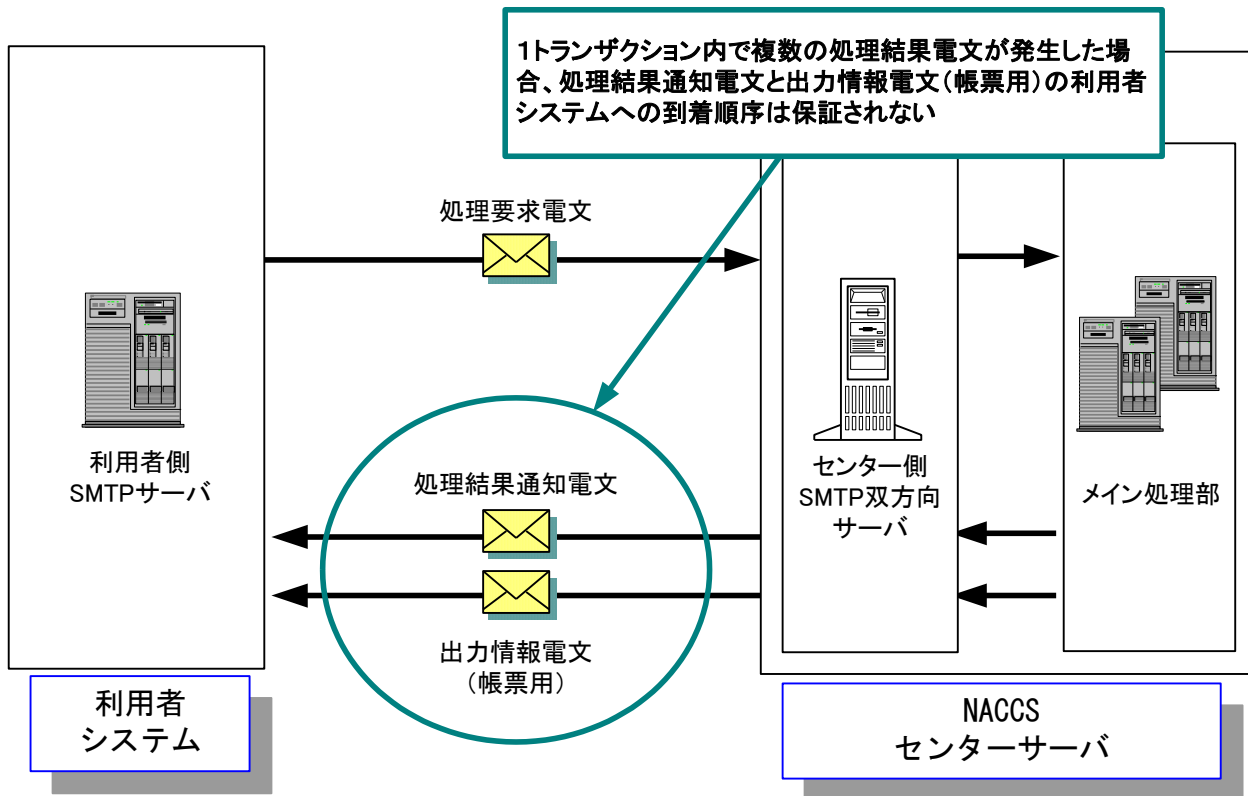 1トランザクション内で複数の処理結果電文が発生した場
合、処理結果通知電文と出力情報電文(帳票用)の利用者
システムへの到着順序は保証されない
処理要求電文
利用者側
SMTPサーバ
処理結果通知電文
出力情報電文
(帳票用)
センター側
SMTP双方向
サーバ
メイン処理部
利用者
システム
NACCS
センターサーバ